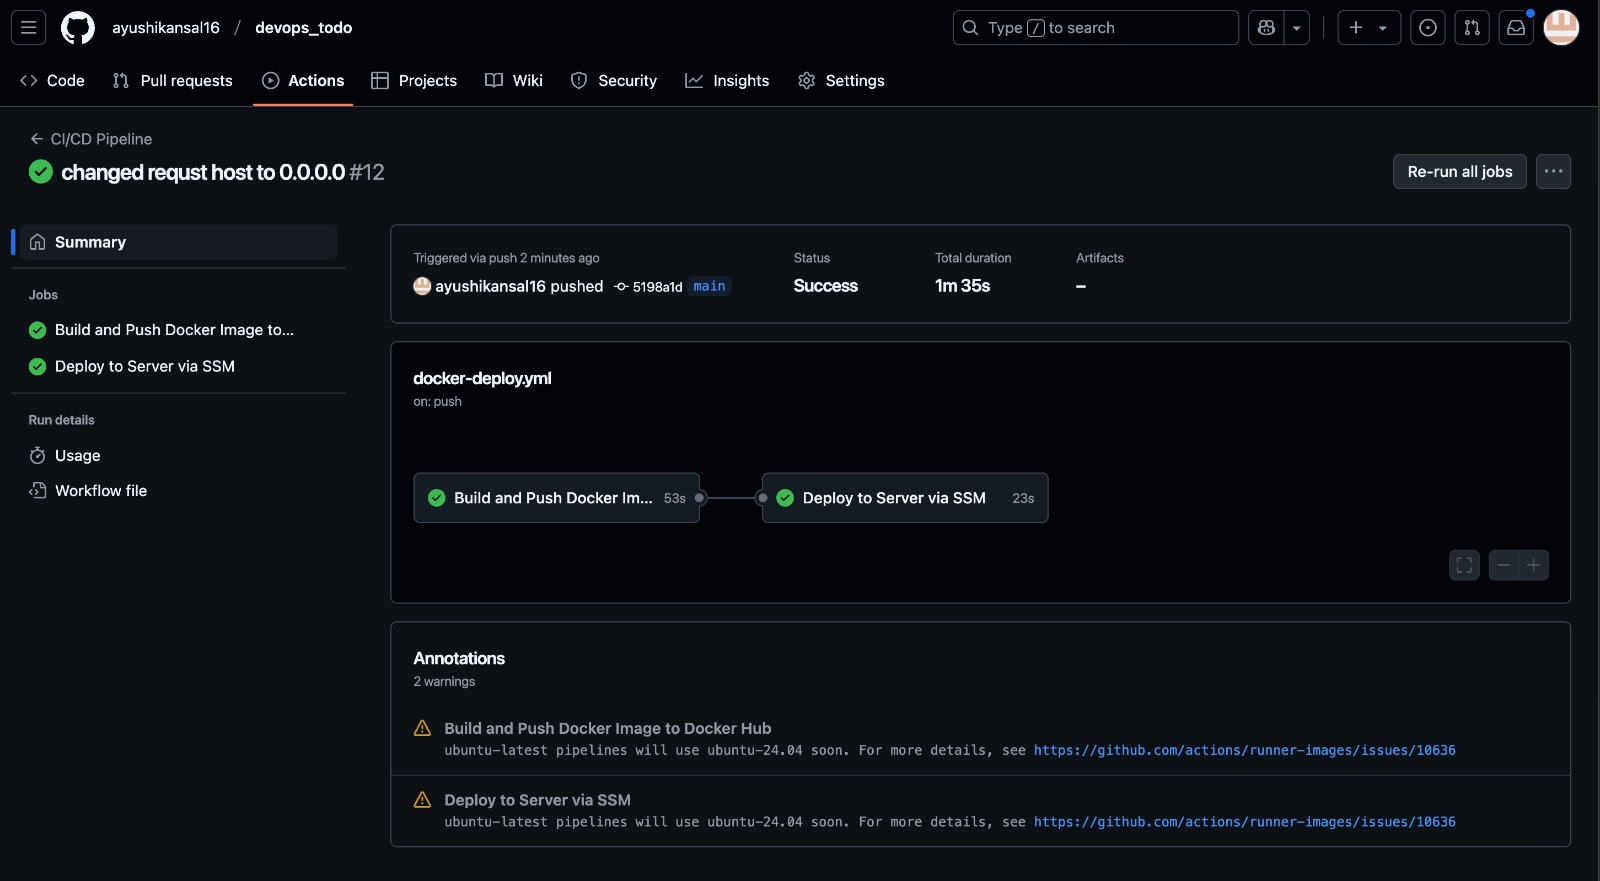 ayushikansal16 / devops_todo
Type / to search
Code Pull requests Actions Projects Wiki Security Insights Settings
← CI/CD Pipeline
changed requst host to 0.0.0.0 #12
Re-run all jobs
Summary
Jobs
Build and Push Docker Image to...
Deploy to Server via SSM
Run details
Usage
Workflow file
Triggered via push 2 minutes ago
ayushikansal16 pushed 5198a1d main
Status
Success
Total duration
1m 35s
Artifacts
–
docker-deploy.yml
on: push
Build and Push Docker Im... 53s
Deploy to Server via SSM 23s
Annotations
2 warnings
Build and Push Docker Image to Docker Hub
ubuntu-latest pipelines will use ubuntu-24.04 soon. For more details, see https://github.com/actions/runner-images/issues/10636
Deploy to Server via SSM
ubuntu-latest pipelines will use ubuntu-24.04 soon. For more details, see https://github.com/actions/runner-images/issues/10636